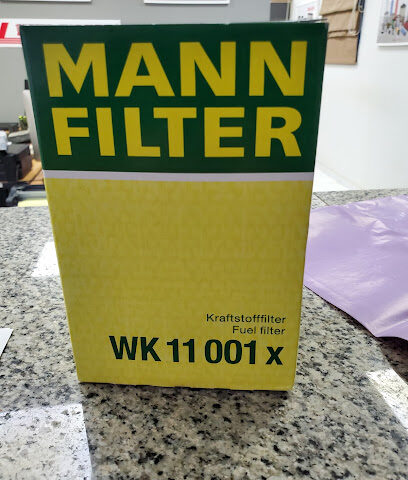 MANN
FILTER
Kraftstofffilter
Fuel filter
WK 11 001 x